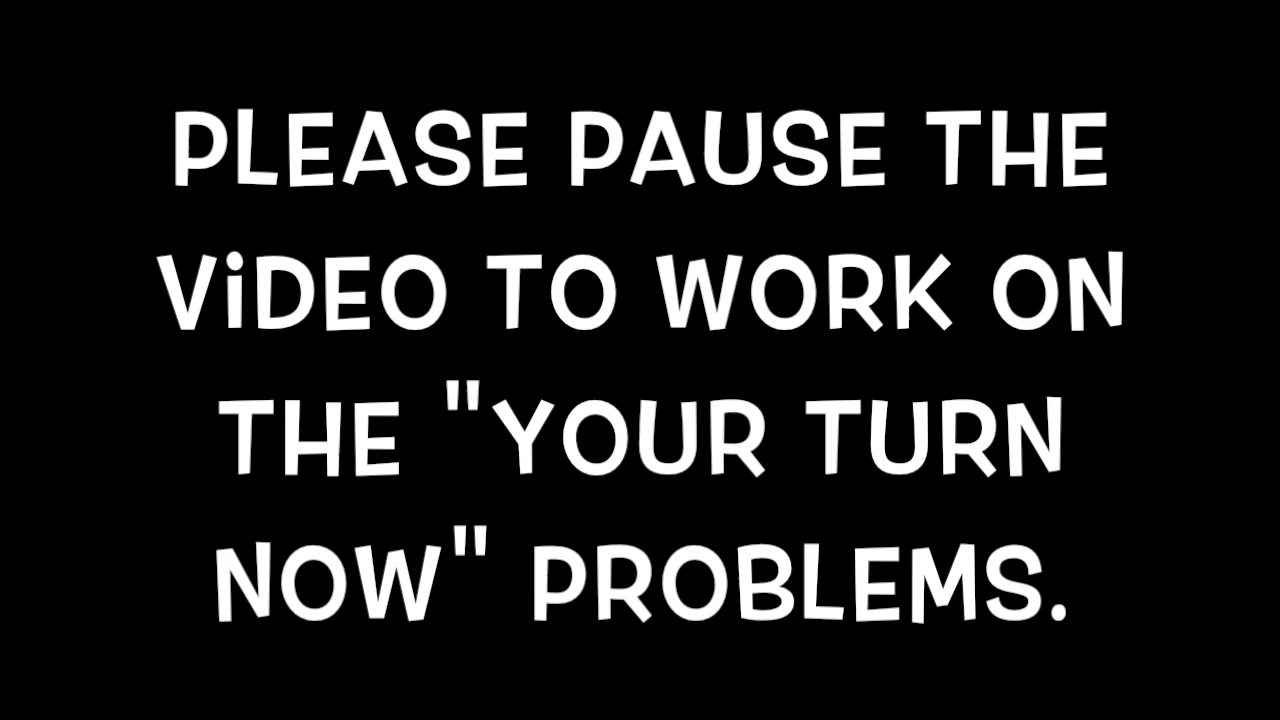 PLEASE PAUSE THE
ViDEO TO WORK ON
THE "YOUR TURN
NOW" PROBLEMS.